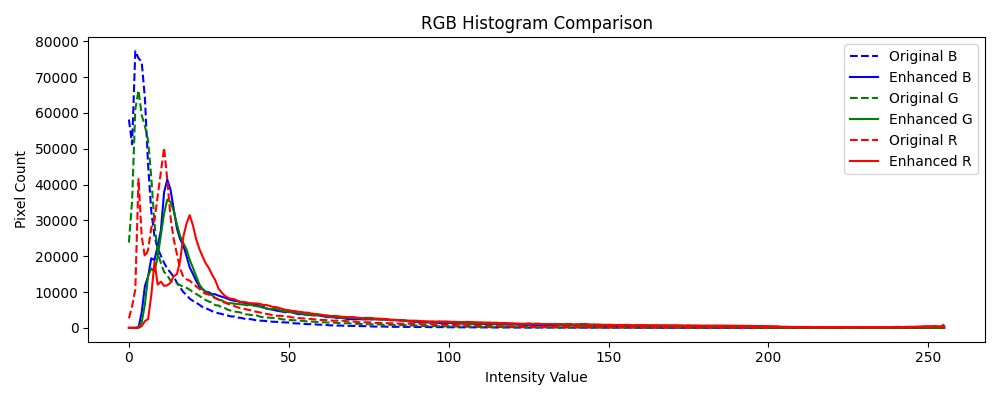 RGB Histogram Comparison
80000
70000
60000
50000
40000
30000
20000
10000
0
Pixel Count
Original B
Enhanced B
Original G
Enhanced G
Original R
Enhanced R
0 50 100 150 200 250
Intensity Value